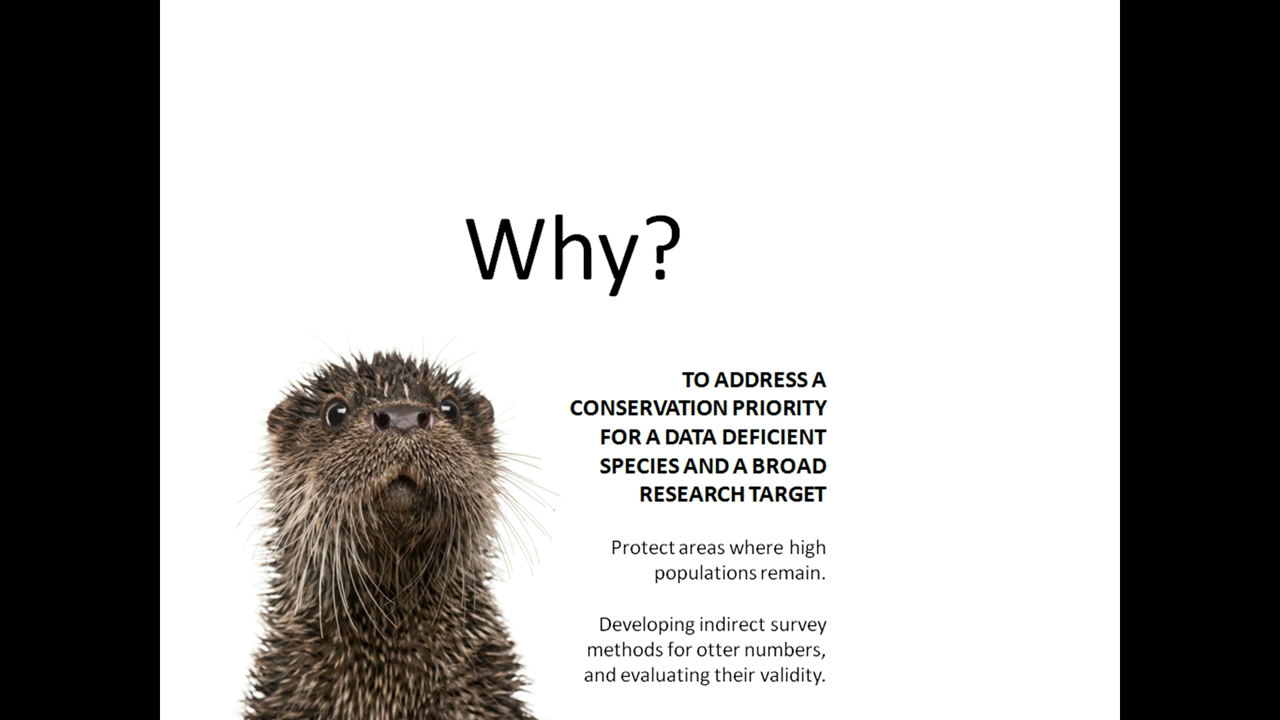 Why?
TO ADDRESS A
CONSERVATION PRIORITY
FOR A DATA DEFICIENT
SPECIES AND A BROAD
RESEARCH TARGET
Protect areas where high
populations remain.
Developing indirect survey
methods for otter numbers,
and evaluating their validity.